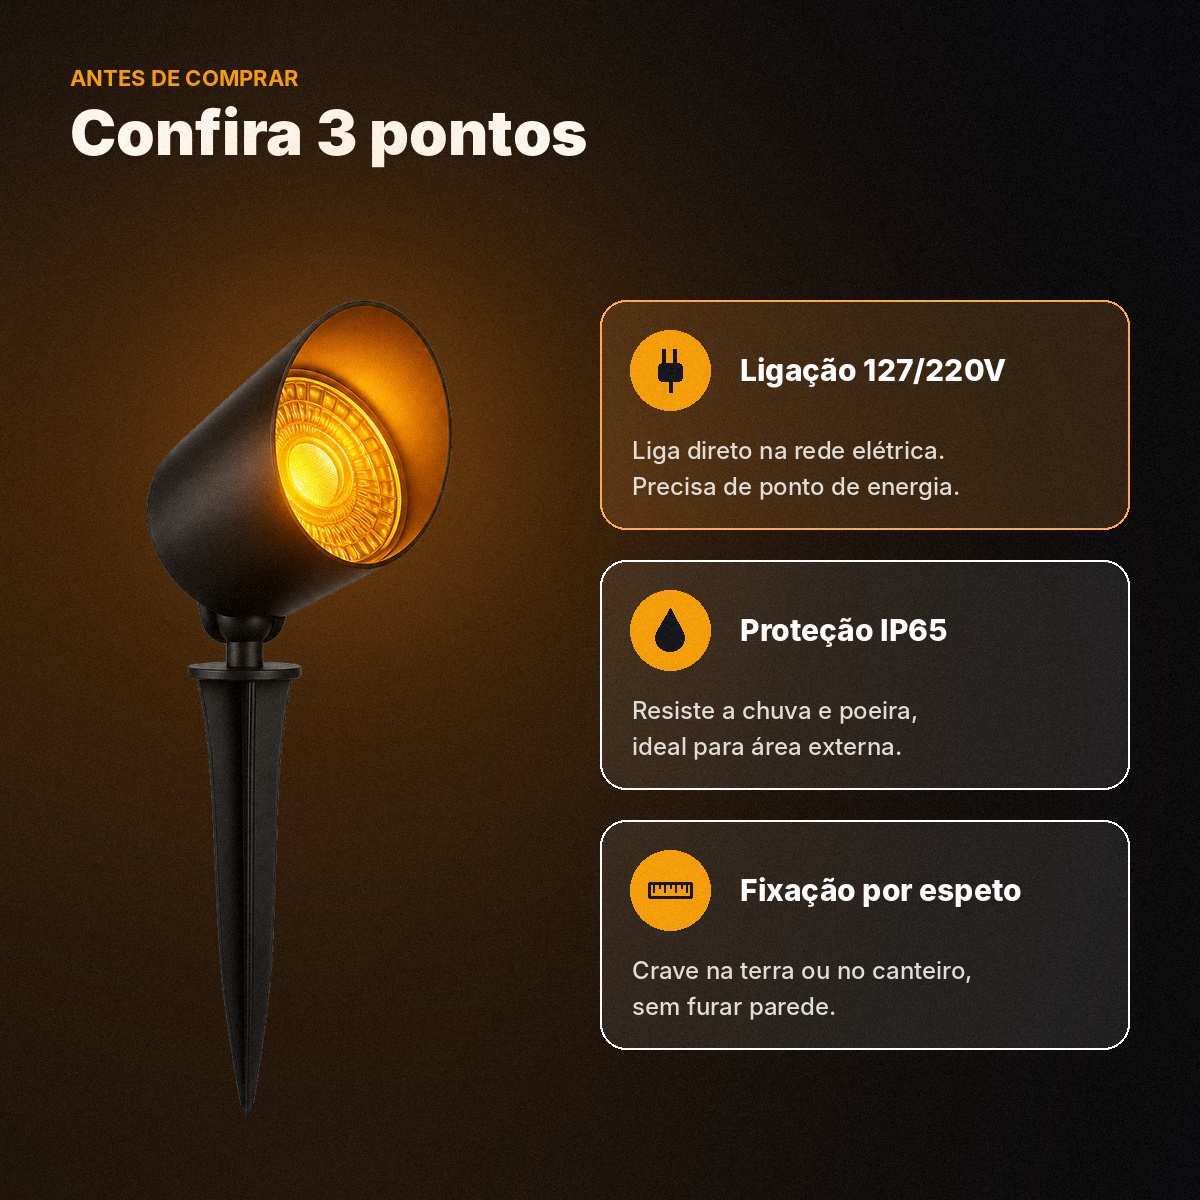 ANTES DE COMPRAR
Confira 3 pontos
Ligação 127/220V
Liga direto na rede elétrica.
Precisa de ponto de energia.
Proteção IP65
Resiste a chuva e poeira,
ideal para área externa.
Fixação por espeto
Crave na terra ou no canteiro,
sem furar parede.